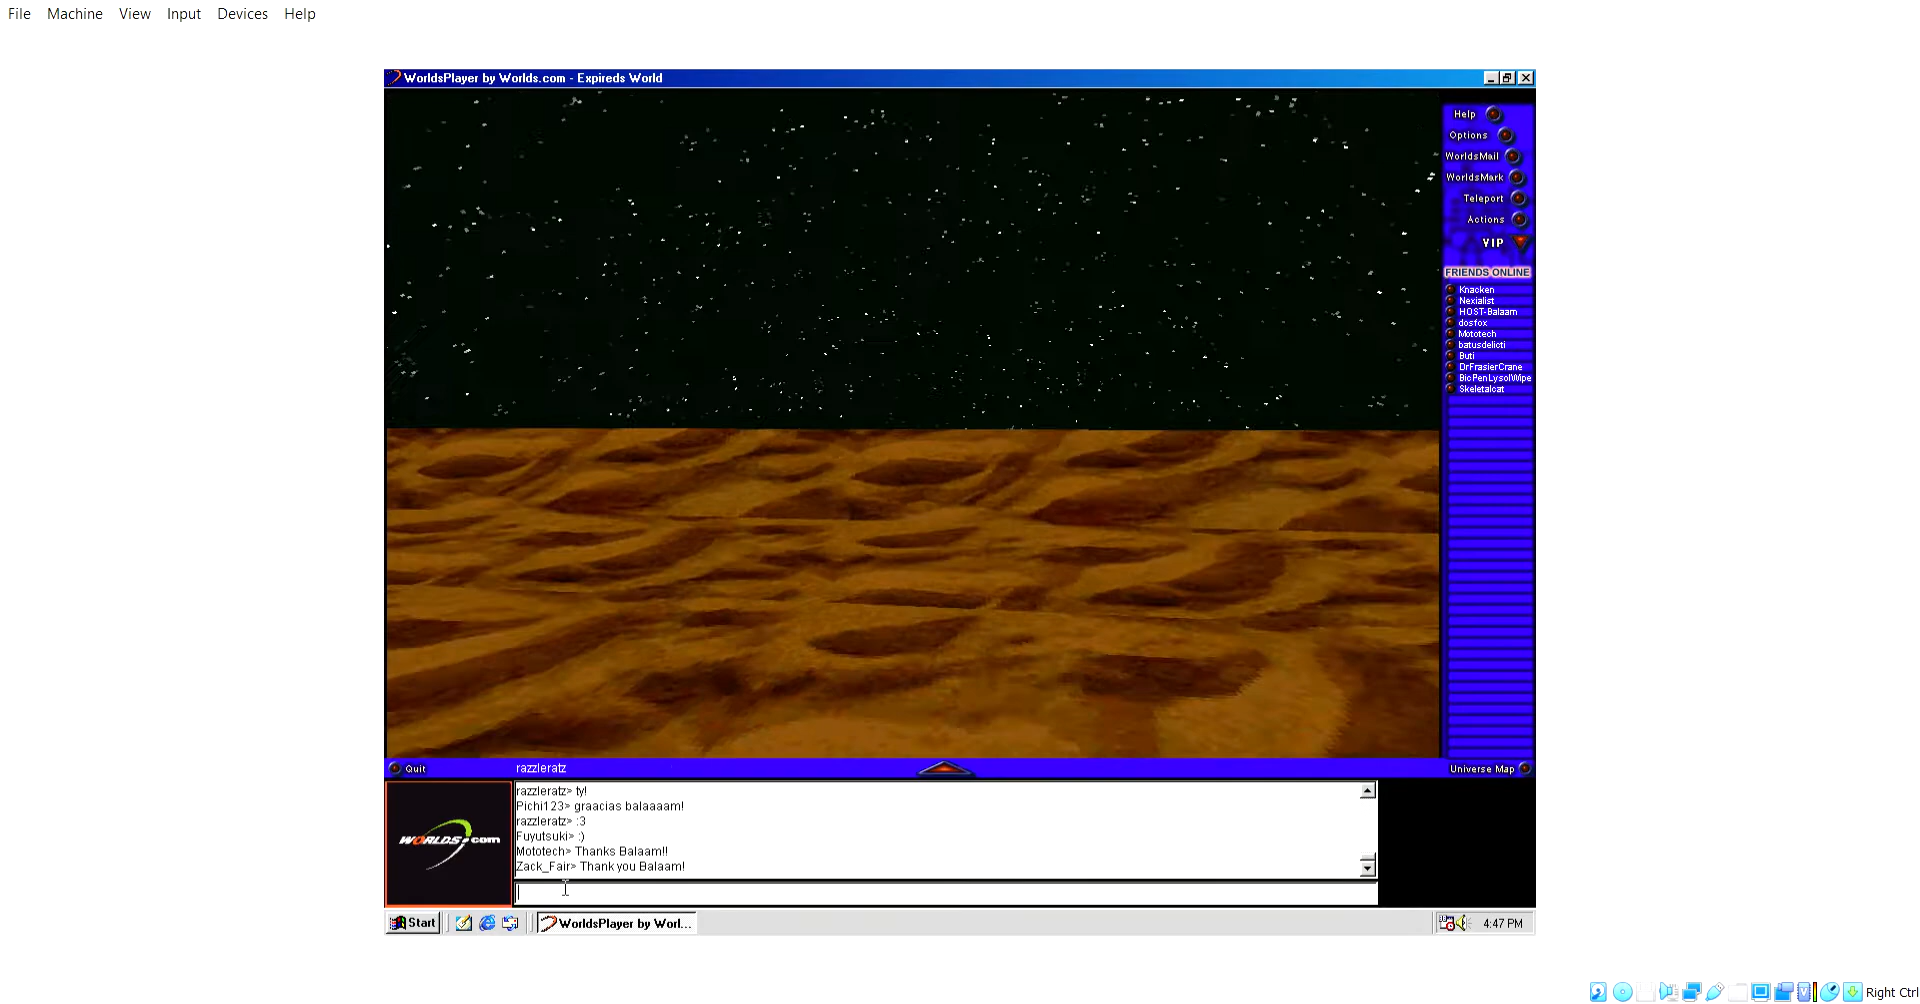 File Machine View Input Devices Help
WorldsPlayer by Worlds.com - Expireds World
Help
Options
WorldsMail
WorldsMark
Teleport
Actions
VIP
FRIENDS ONLINE
Knacken
Nexialist
HOST-Balaam
dosfox
Mototech
batusdelicti
Buti
DrFrasierCrane
BicPenLysolWipe
Skeletalcat
Quit razzleratz Universe Map
WORLDS.com
razzleratz> ty!
Pichi123> graacias balaaaam!
razzleratz> :3
Fuyutsuki> :)
Mototech> Thanks Balaam!!
Zack_Fair> Thank you Balaam!
Start WorldsPlayer by Worl... 4:47 PM
Right Ctrl